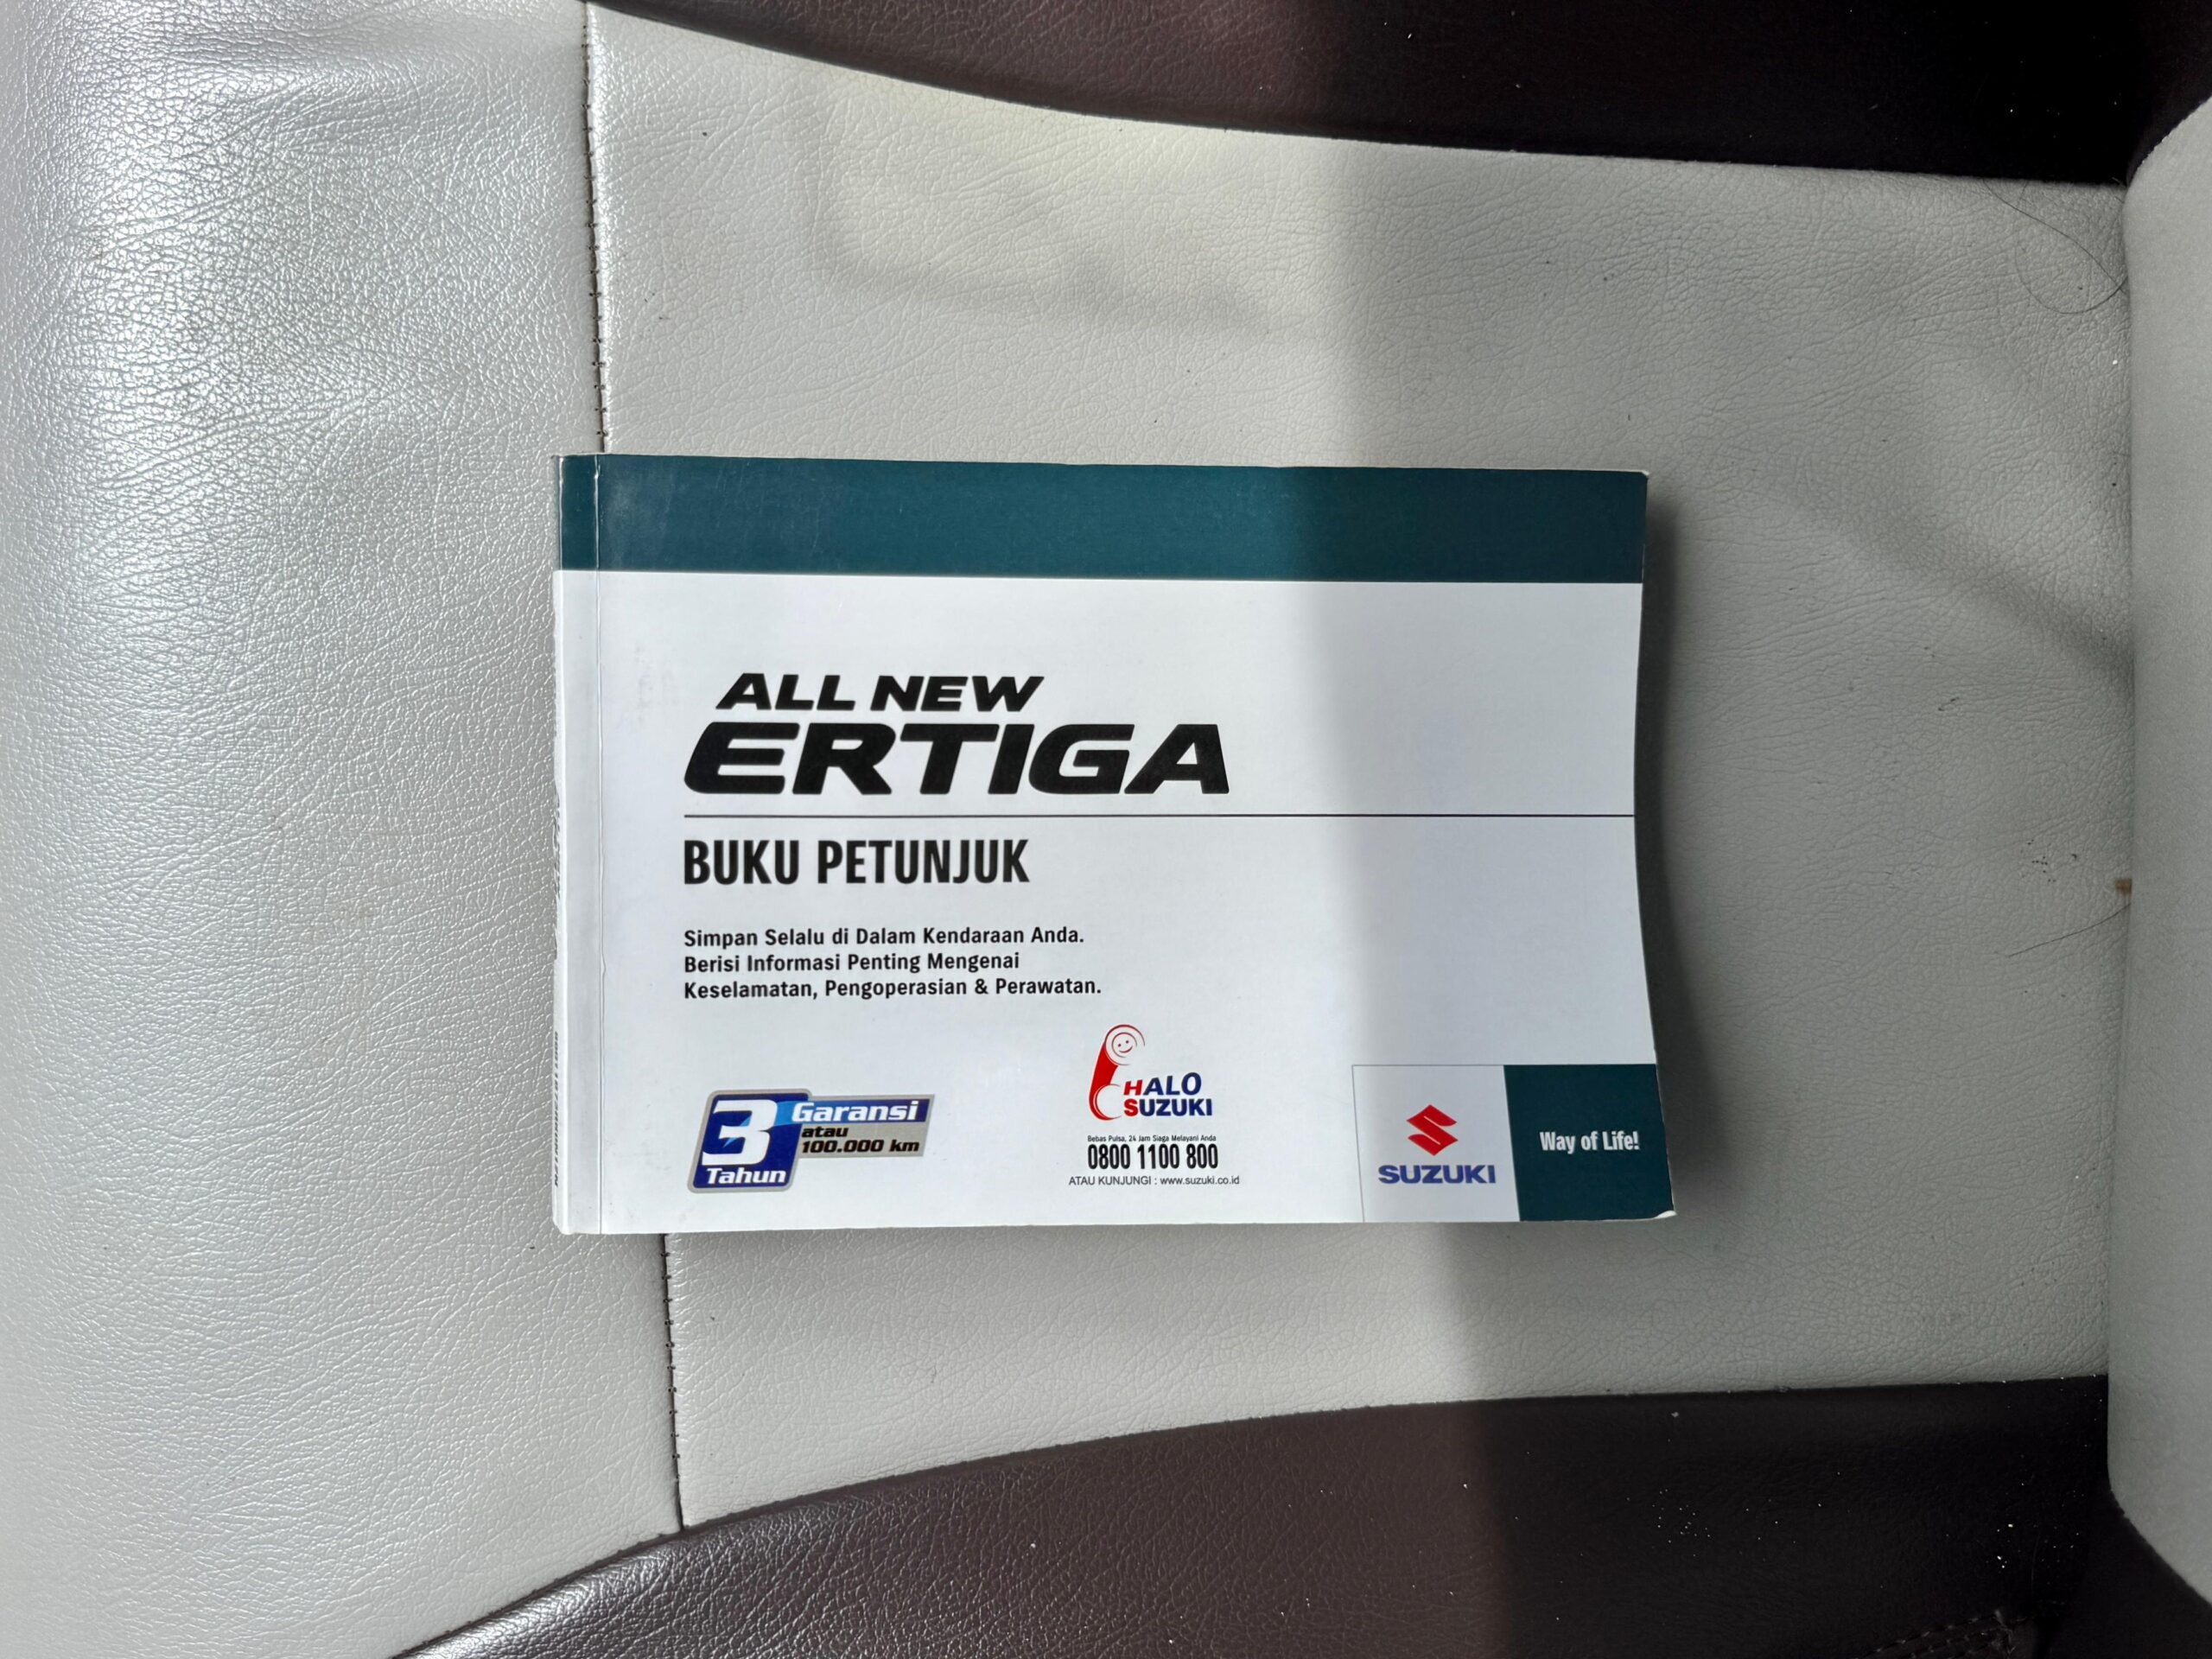 ALL NEW
ERTIGA
BUKU PETUNJUK
Simpan Selalu di Dalam Kendaraan Anda.
Berisi Informasi Penting Mengenai
Keselamatan, Pengoperasian & Perawatan.
3 Tahun
Garansi
atau
100.000 km
HALO
SUZUKI
Bebas Pulsa, 24 Jam Siaga Melayani Anda
0800 1100 800
ATAU KUNJUNGI : www.suzuki.co.id
SUZUKI
Way of Life!